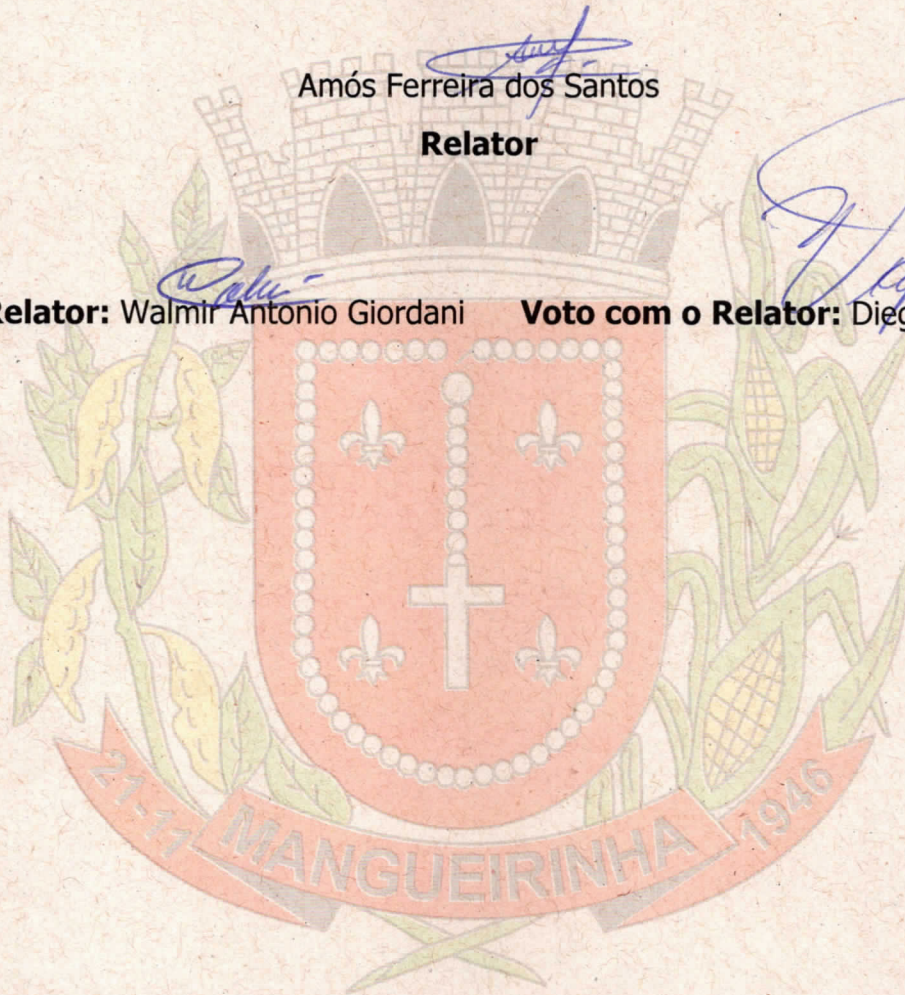 Amós Ferreira dos Santos
Relator
Relator: Walmir Antonio Giordani Voto com o Relator: Dieg
21-11 MANGUEIRINHA 1946